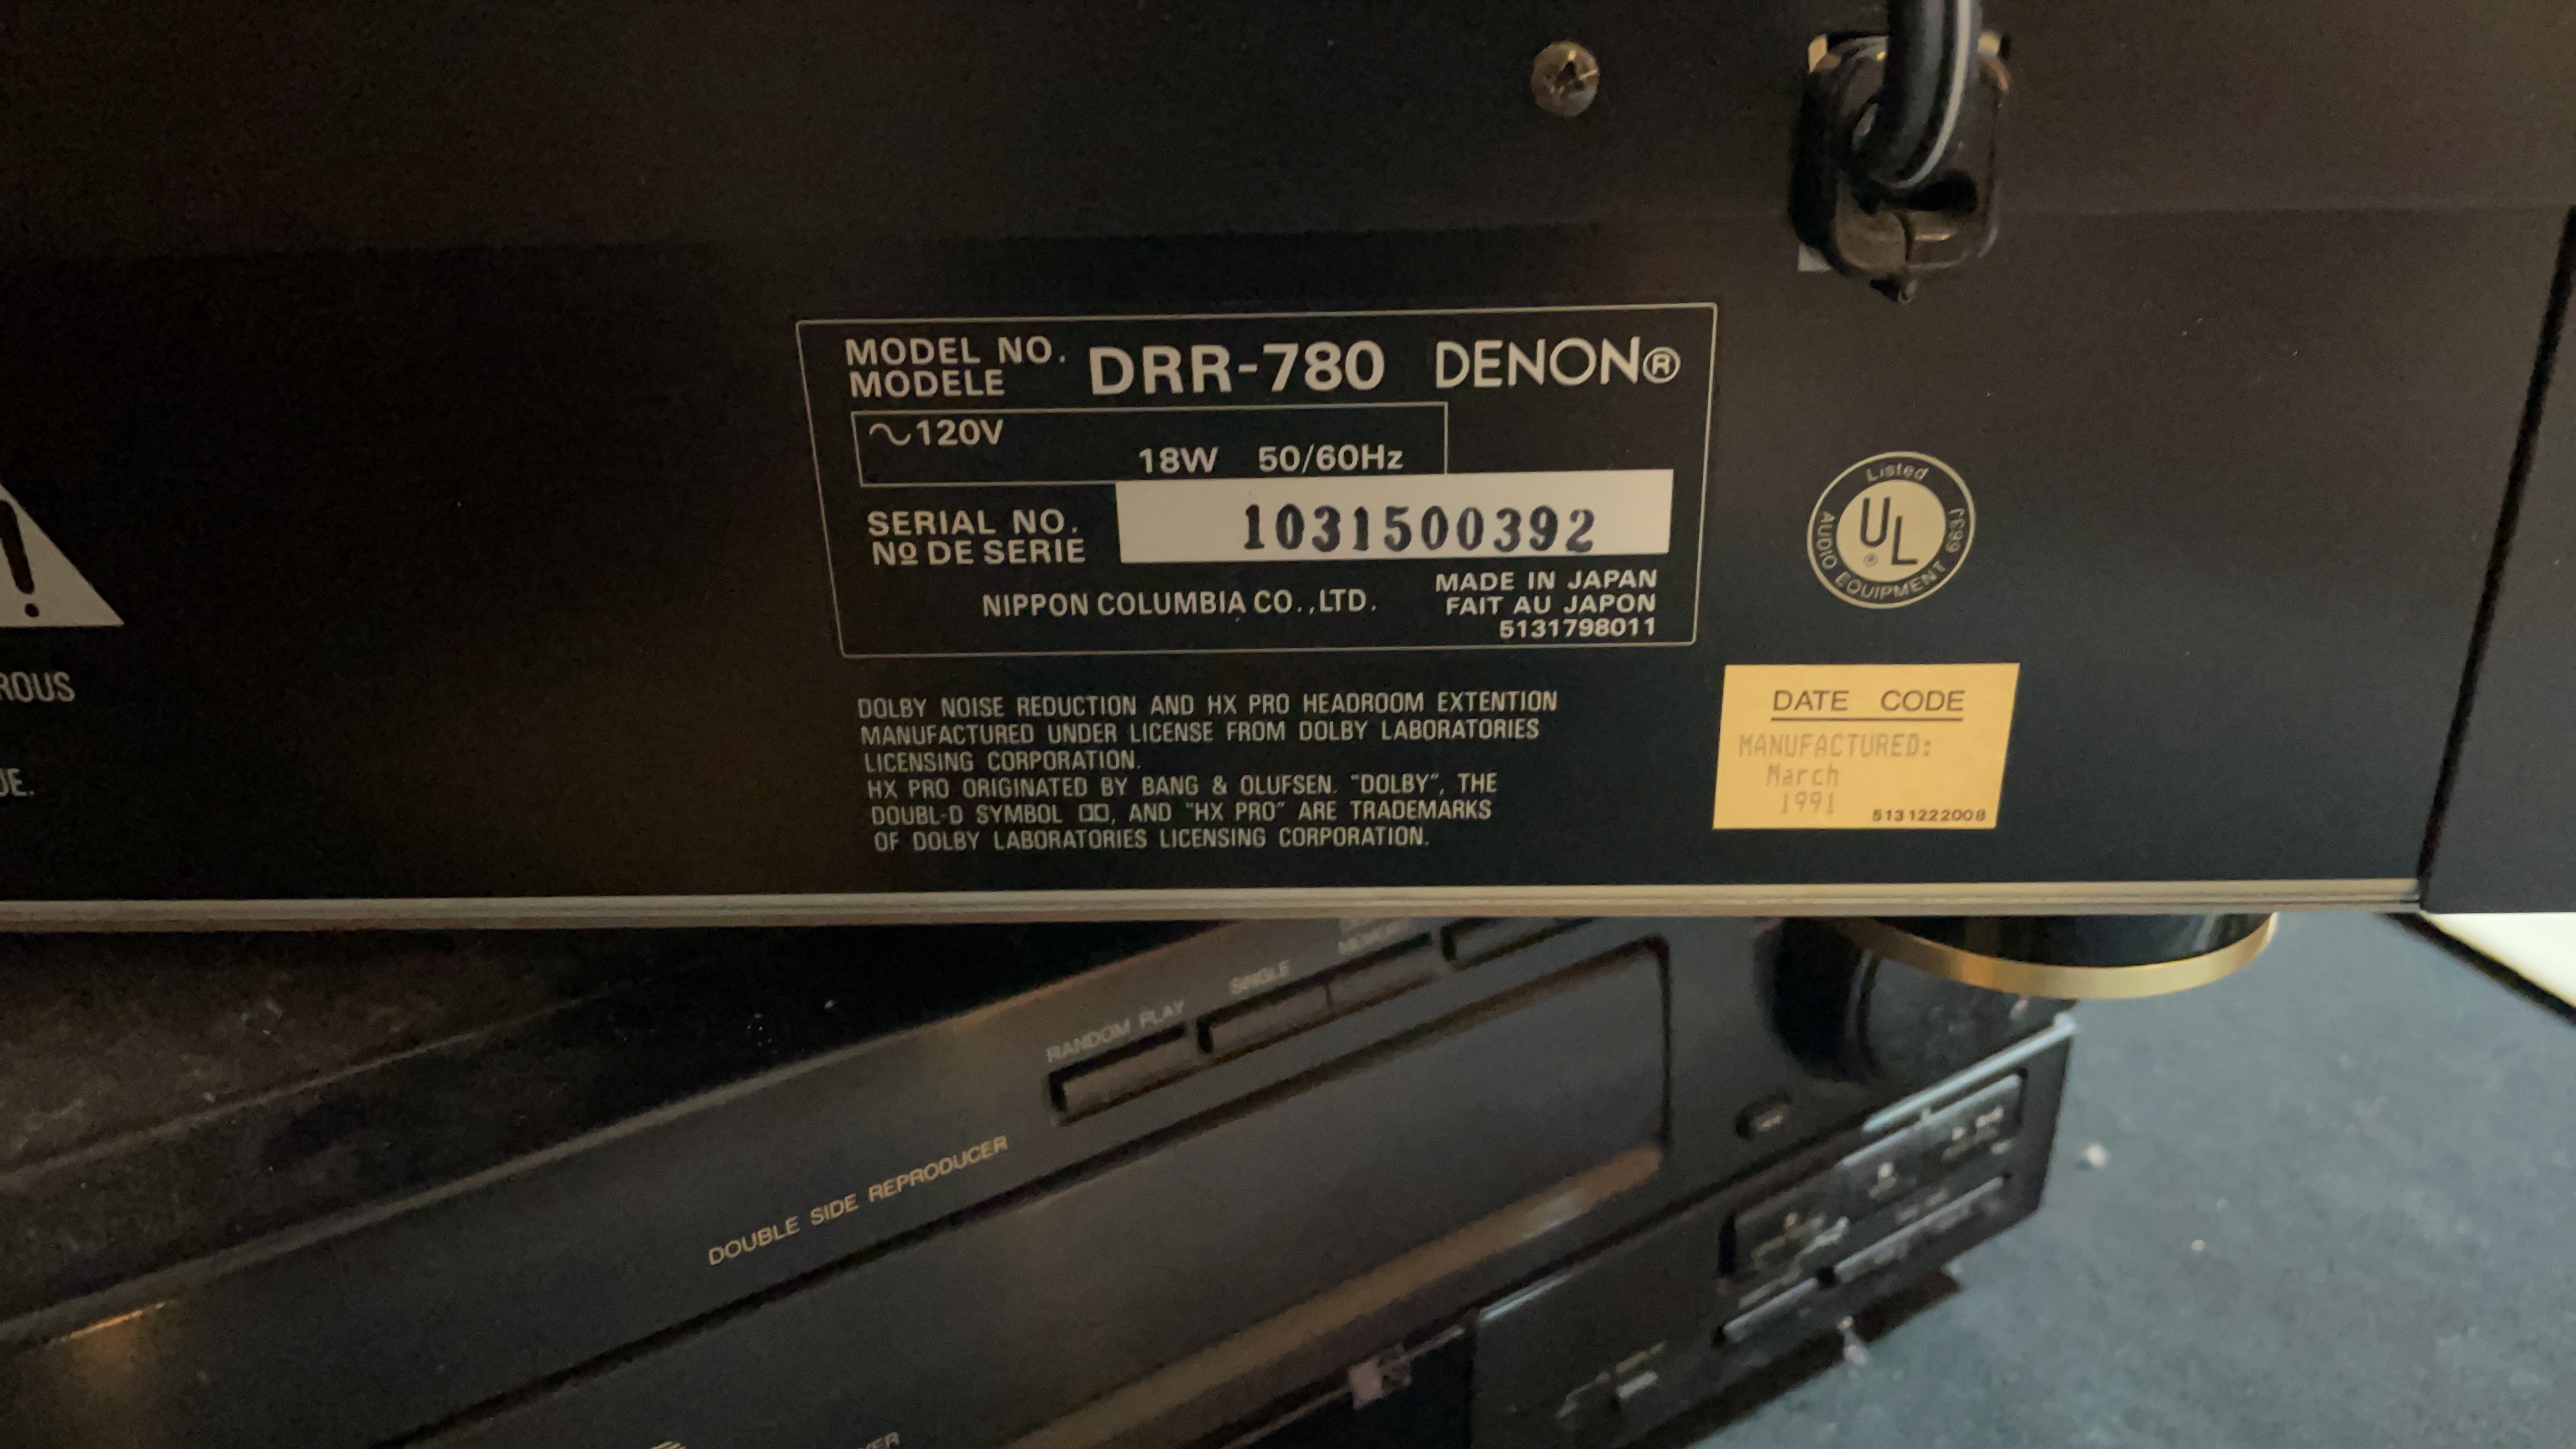 MODEL NO.
MODELE
DRR-780 DENON®
~120V
18W 50/60Hz
SERIAL NO.
Nº DE SERIE
1031500392
NIPPON COLUMBIA CO.,LTD.
MADE IN JAPAN
FAIT AU JAPON
5131798011
Listed
UL®
AUDIO EQUIPMENT 663J
ROUS
UE.
DOLBY NOISE REDUCTION AND HX PRO HEADROOM EXTENTION
MANUFACTURED UNDER LICENSE FROM DOLBY LABORATORIES
LICENSING CORPORATION.
HX PRO ORIGINATED BY BANG & OLUFSEN. "DOLBY", THE
DOUBL-D SYMBOL, AND "HX PRO" ARE TRADEMARKS
OF DOLBY LABORATORIES LICENSING CORPORATION.
DATE CODE
MANUFACTURED:
March
1991
5131222008
RANDOM PLAY
SINGLE
DOUBLE SIDE REPRODUCER